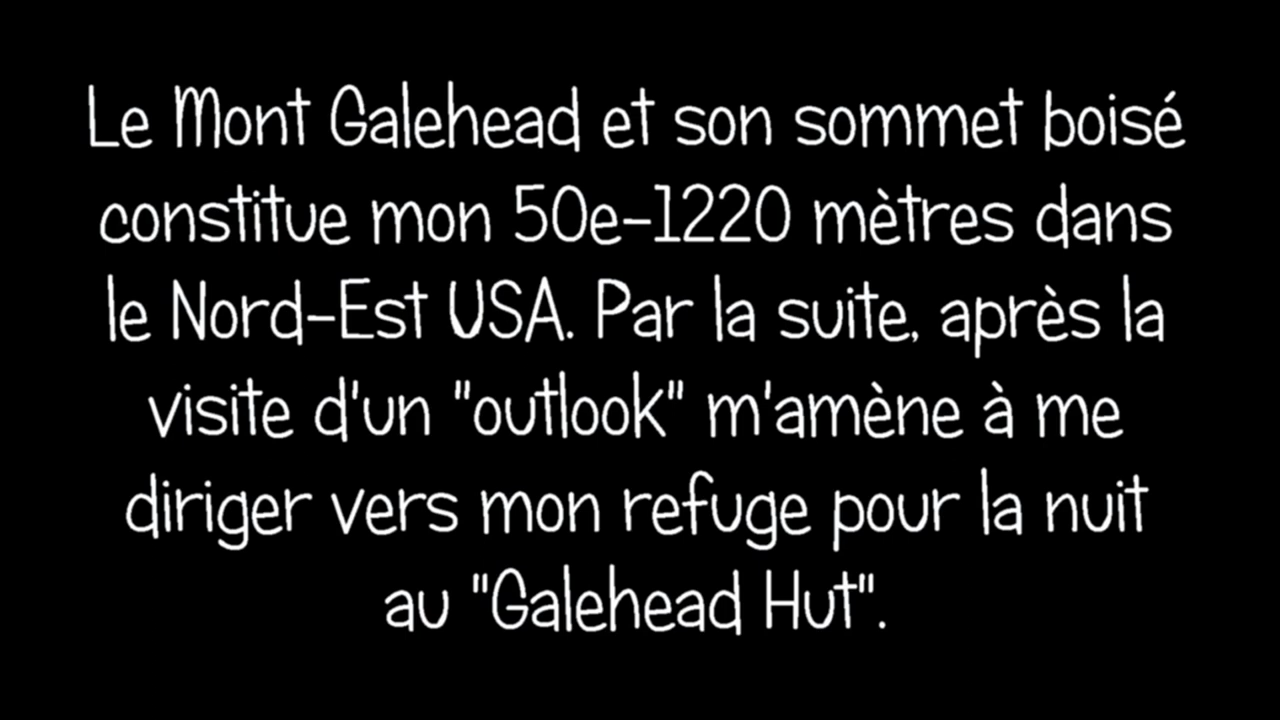 Le Mont Galehead et son sommet boisé
constitue mon 50e-1220 mètres dans
le Nord-Est USA. Par la suite, après la
visite d'un "outlook" m'amène à me
diriger vers mon refuge pour la nuit
au "Galehead Hut".